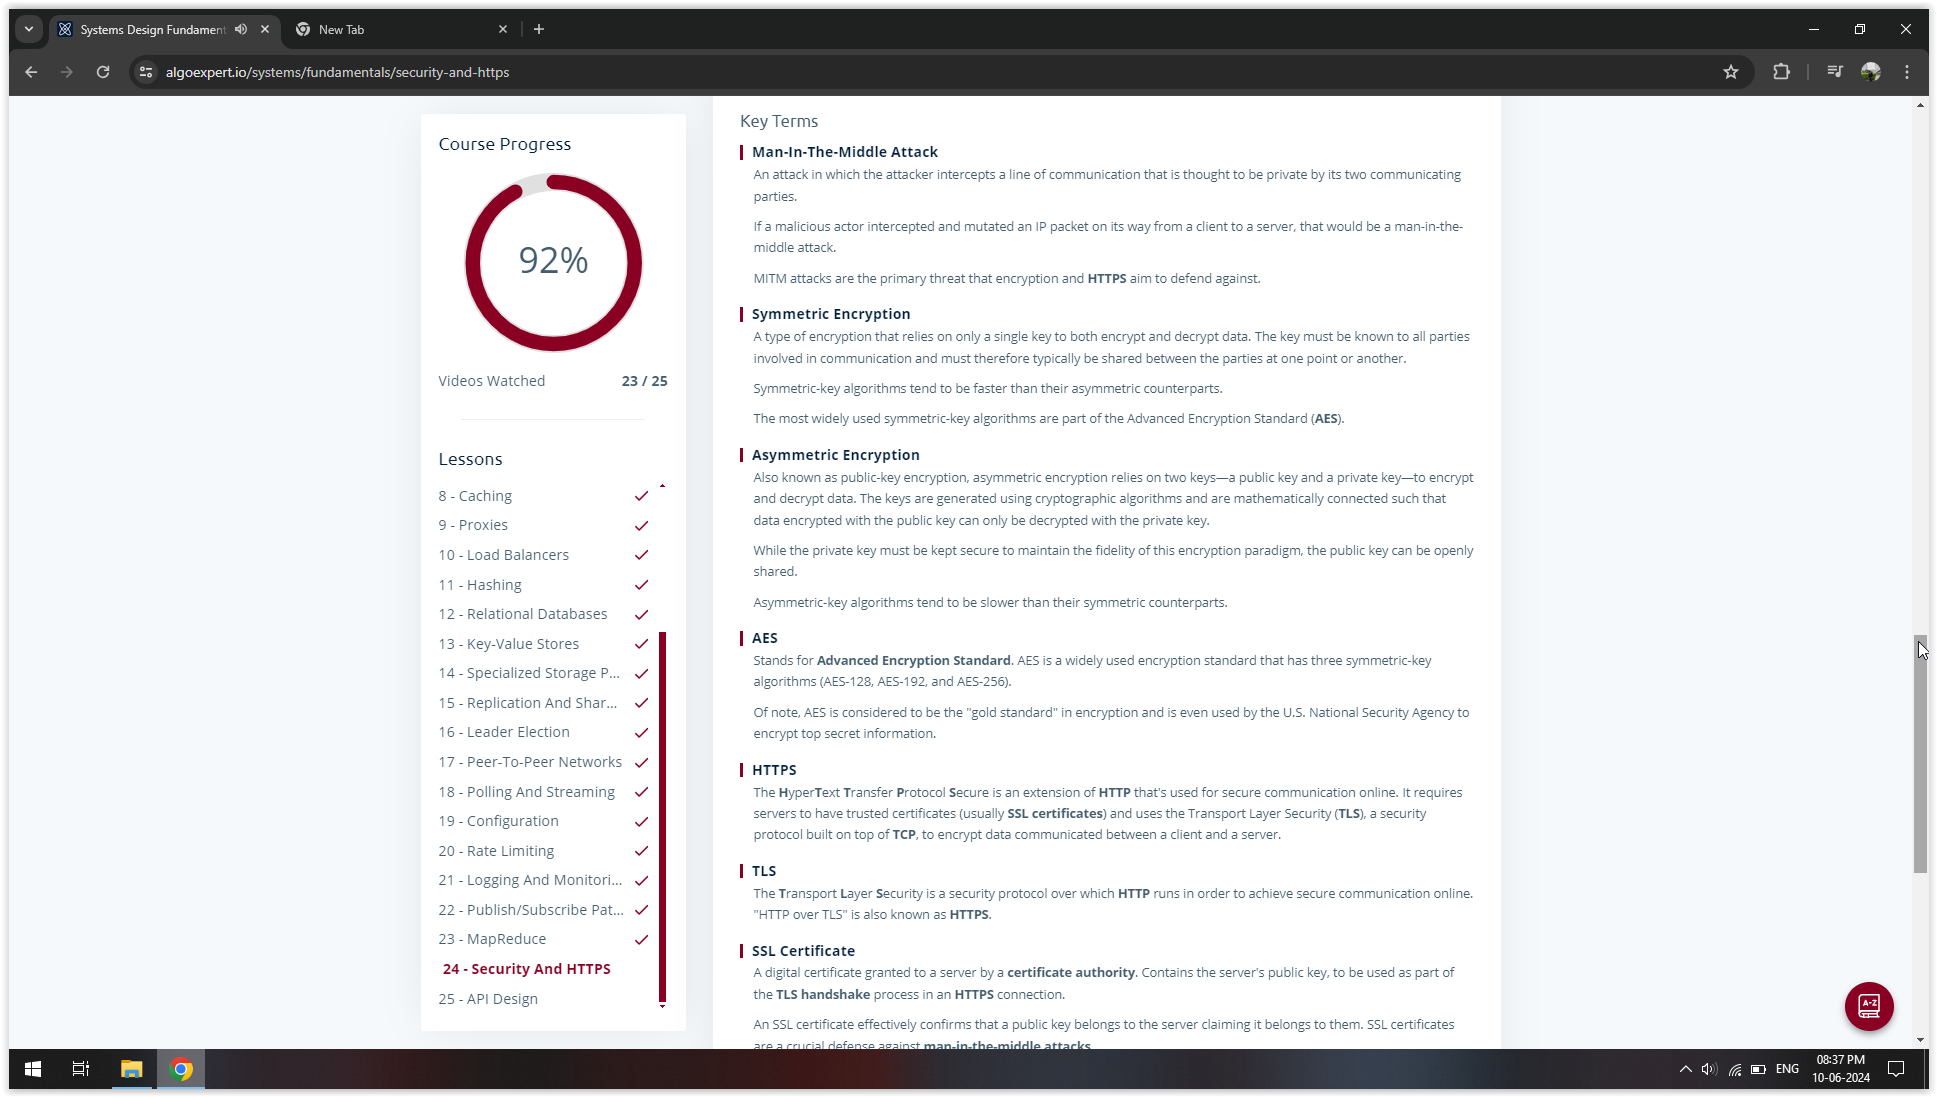 Systems Design Fundament
New Tab
algoexpert.io/systems/fundamentals/security-and-https
Course Progress
92%
Videos Watched 23 / 25
Lessons
8 - Caching
9 - Proxies
10 - Load Balancers
11 - Hashing
12 - Relational Databases
13 - Key-Value Stores
14 - Specialized Storage P...
15 - Replication And Shar...
16 - Leader Election
17 - Peer-To-Peer Networks
18 - Polling And Streaming
19 - Configuration
20 - Rate Limiting
21 - Logging And Monitori...
22 - Publish/Subscribe Pat...
23 - MapReduce
24 - Security And HTTPS
25 - API Design
Key Terms
Man-In-The-Middle Attack
An attack in which the attacker intercepts a line of communication that is thought to be private by its two communicating
parties.
If a malicious actor intercepted and mutated an IP packet on its way from a client to a server, that would be a man-in-the-
middle attack.
MITM attacks are the primary threat that encryption and HTTPS aim to defend against.
Symmetric Encryption
A type of encryption that relies on only a single key to both encrypt and decrypt data. The key must be known to all parties
involved in communication and must therefore typically be shared between the parties at one point or another.
Symmetric-key algorithms tend to be faster than their asymmetric counterparts.
The most widely used symmetric-key algorithms are part of the Advanced Encryption Standard (AES).
Asymmetric Encryption
Also known as public-key encryption, asymmetric encryption relies on two keys—a public key and a private key—to encrypt
and decrypt data. The keys are generated using cryptographic algorithms and are mathematically connected such that
data encrypted with the public key can only be decrypted with the private key.
While the private key must be kept secure to maintain the fidelity of this encryption paradigm, the public key can be openly
shared.
Asymmetric-key algorithms tend to be slower than their symmetric counterparts.
AES
Stands for Advanced Encryption Standard. AES is a widely used encryption standard that has three symmetric-key
algorithms (AES-128, AES-192, and AES-256).
Of note, AES is considered to be the "gold standard" in encryption and is even used by the U.S. National Security Agency to
encrypt top secret information.
HTTPS
The HyperText Transfer Protocol Secure is an extension of HTTP that's used for secure communication online. It requires
servers to have trusted certificates (usually SSL certificates) and uses the Transport Layer Security (TLS), a security
protocol built on top of TCP, to encrypt data communicated between a client and a server.
TLS
The Transport Layer Security is a security protocol over which HTTP runs in order to achieve secure communication online.
"HTTP over TLS" is also known as HTTPS.
SSL Certificate
A digital certificate granted to a server by a certificate authority. Contains the server's public key, to be used as part of
the TLS handshake process in an HTTPS connection.
An SSL certificate effectively confirms that a public key belongs to the server claiming it belongs to them. SSL certificates
are a crucial defense against man-in-the-middle attacks.
A-Z
ENG
08:37 PM
10-06-2024